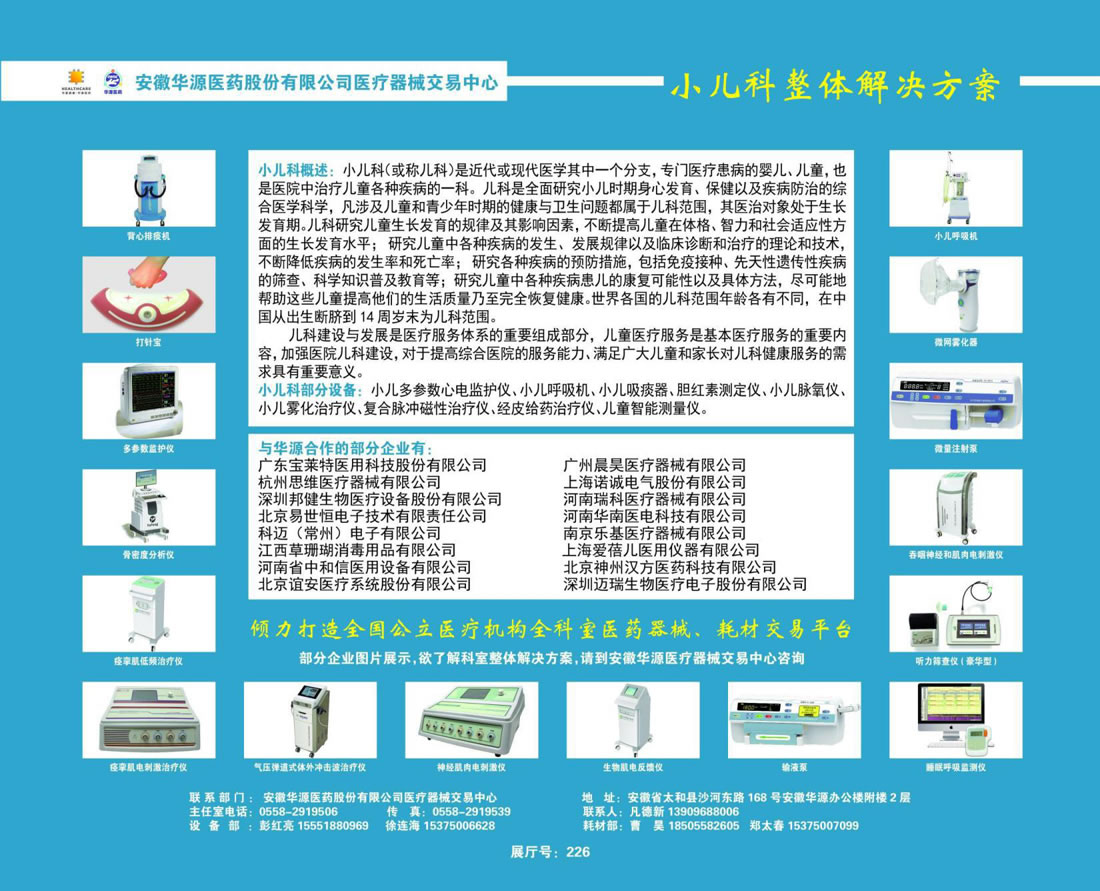 HEALTHCARE
华源医药
安徽华源医药股份有限公司医疗器械交易中心
小儿科整体解决方案
背心排痰机
打针宝
多参数监护仪
骨密度分析仪
痉挛肌低频治疗仪
小儿科概述：小儿科（或称儿科）是近代或现代医学其中一个分支，专门医疗患病的婴儿、儿童，也
是医院中治疗儿童各种疾病的一科。儿科是全面研究小儿时期身心发育、保健以及疾病防治的综
合医学科学，凡涉及儿童和青少年时期的健康与卫生问题都属于儿科范围，其医治对象处于生长
发育期。儿科研究儿童生长发育的规律及其影响因素，不断提高儿童在体格、智力和社会适应性方
面的生长发育水平； 研究儿童中各种疾病的发生、发展规律以及临床诊断和治疗的理论和技术，
不断降低疾病的发生率和死亡率； 研究各种疾病的预防措施，包括免疫接种、先天性遗传性疾病
的筛查、科学知识普及教育等；研究儿童中各种疾病患儿的康复可能性以及具体方法，尽可能地
帮助这些儿童提高他们的生活质量乃至完全恢复健康。世界各国的儿科范围年龄各有不同，在中
国从出生断脐到 14 周岁末为儿科范围。
儿科建设与发展是医疗服务体系的重要组成部分，儿童医疗服务是基本医疗服务的重要内
容，加强医院儿科建设，对于提高综合医院的服务能力、满足广大儿童和家长对儿科健康服务的需
求具有重要意义。
小儿科部分设备：小儿多参数心电监护仪、小儿呼吸机、小儿吸痰器、胆红素测定仪、小儿脑氧仪、
小儿雾化治疗仪、复合脉冲磁性治疗仪、经皮给药治疗仪、儿童智能测量仪。
与华源合作的部分企业有：
广东宝莱特医用科技股份有限公司 广州晨昊医疗器械有限公司
杭州思维医疗器械有限公司 上海诺诚电气股份有限公司
深圳邦健生物医疗设备股份有限公司 河南瑞科医疗器械有限公司
北京易世恒电子技术有限责任公司 河南华南医电科技有限公司
科迈（常州）电子有限公司 南京乐基医疗器械有限公司
江西草珊瑚消毒用品有限公司 上海爱蓓儿医用仪器有限公司
河南省中和信医用设备有限公司 北京神州汉方医药科技有限公司
北京谊安医疗系统股份有限公司 深圳迈瑞生物医疗电子股份有限公司
小儿呼吸机
微网雾化器
微量注射泵
吞咽神经和肌肉电刺激仪
听力筛查仪（豪华型）
倾力打造全国公立医疗机构全科室医药器械、耗材交易平台
部分企业图片展示，欲了解科室整体解决方案，请到安徽华源医疗器械交易中心咨询
痉挛肌电刺激治疗仪 气压弹道式体外冲击波治疗仪 神经肌肉电刺激仪 生物肌电反馈仪 输液泵 睡眠呼吸监测仪
联 系 部 门： 安徽华源医药股份有限公司医疗器械交易中心
主任室电话：0558-2919506 传 真：0558-2919539
设 备 部：彭红亮 15551880969 徐连海 15375006628
地 址：安徽省太和县沙河东路 168 号安徽华源办公楼附楼 2 层
联系人：凡德新 13909688006
耗材部：曹 昊 18505582605 郑太春 15375007099
展厅号：226